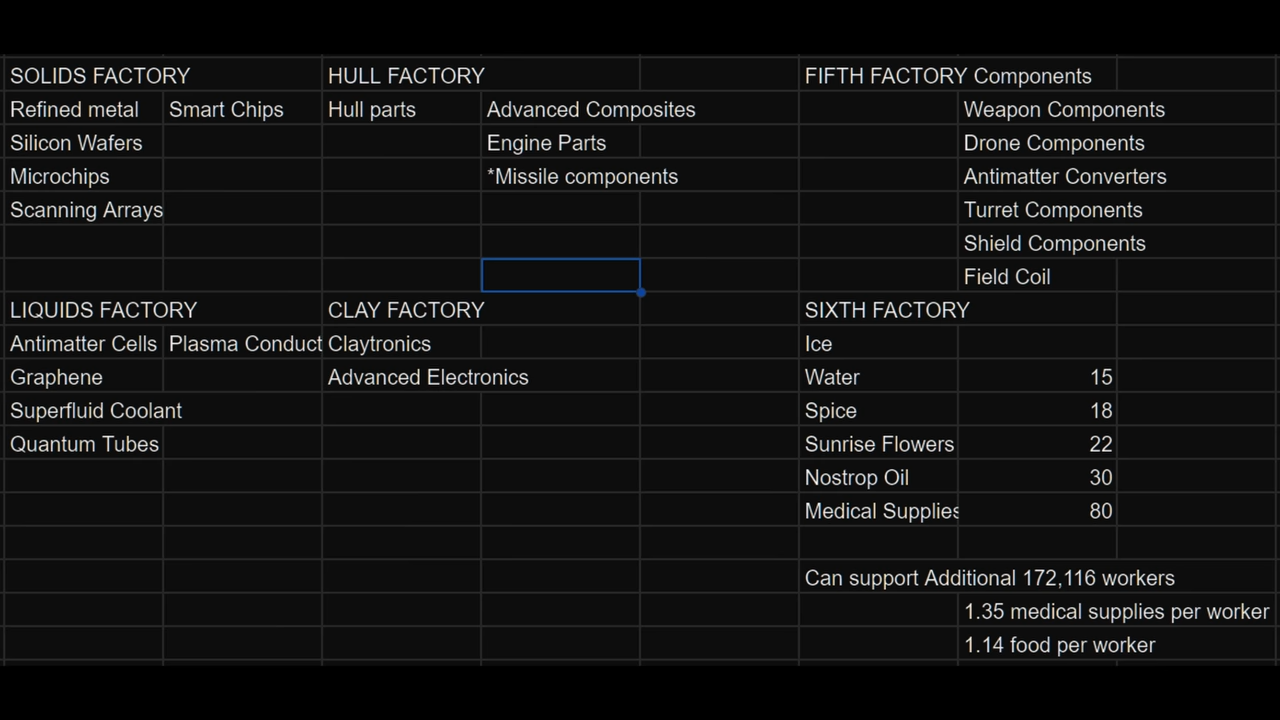 SOLIDS FACTORY HULL FACTORY FIFTH FACTORY Components
Refined metal Smart Chips Hull parts Advanced Composites Weapon Components
Silicon Wafers Engine Parts Drone Components
Microchips *Missile components Antimatter Converters
Scanning Arrays Turret Components
Shield Components
Field Coil
LIQUIDS FACTORY CLAY FACTORY SIXTH FACTORY
Antimatter Cells Plasma Conduct Claytronics Ice
Graphene Advanced Electronics Water 15
Superfluid Coolant Spice 18
Quantum Tubes Sunrise Flowers 22
Nostrop Oil 30
Medical Supplies 80
Can support Additional 172,116 workers
1.35 medical supplies per worker
1.14 food per worker